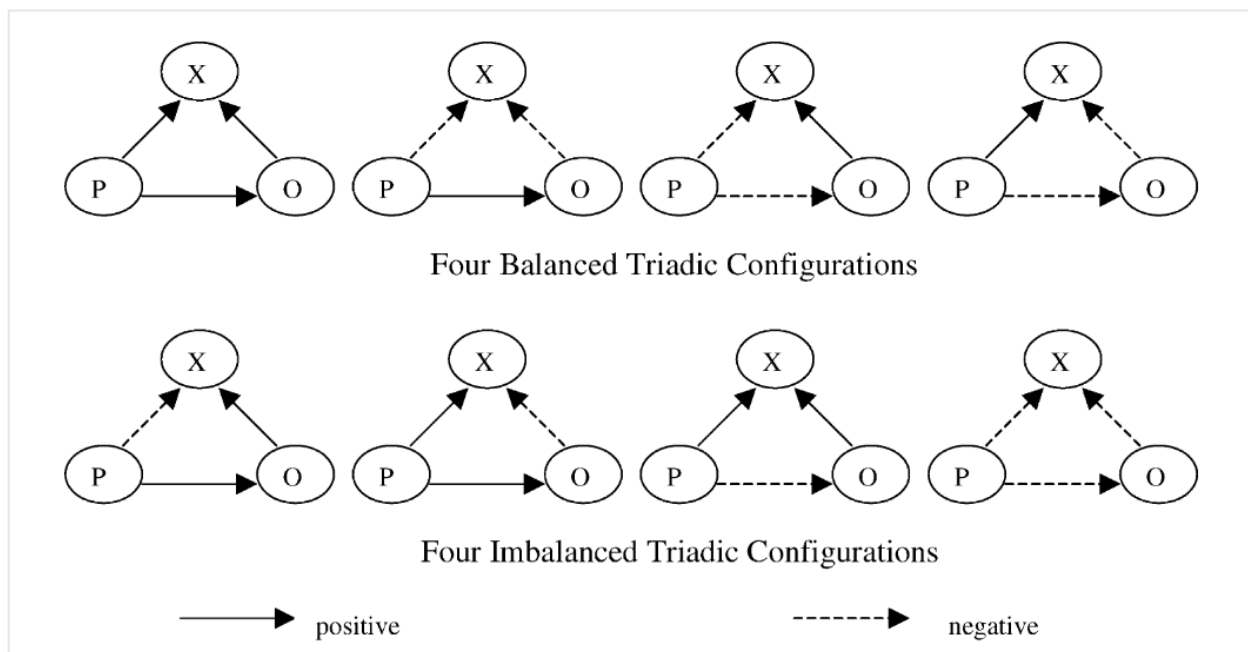 X X X X
P O P O P O P O
Four Balanced Triadic Configurations
X X X X
P O P O P O P O
Four Imbalanced Triadic Configurations
positive negative